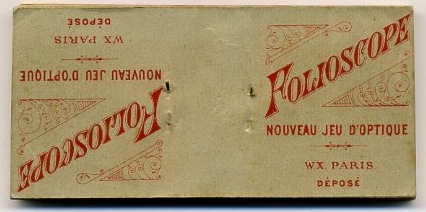 FOLIOSCOPE
NOUVEAU JEU D'OPTIQUE
WX PARIS
DÉPOSÉ
FOLIOSCOPE
NOUVEAU JEU D'OPTIQUE
WX. PARIS.
DÉPOSÉ